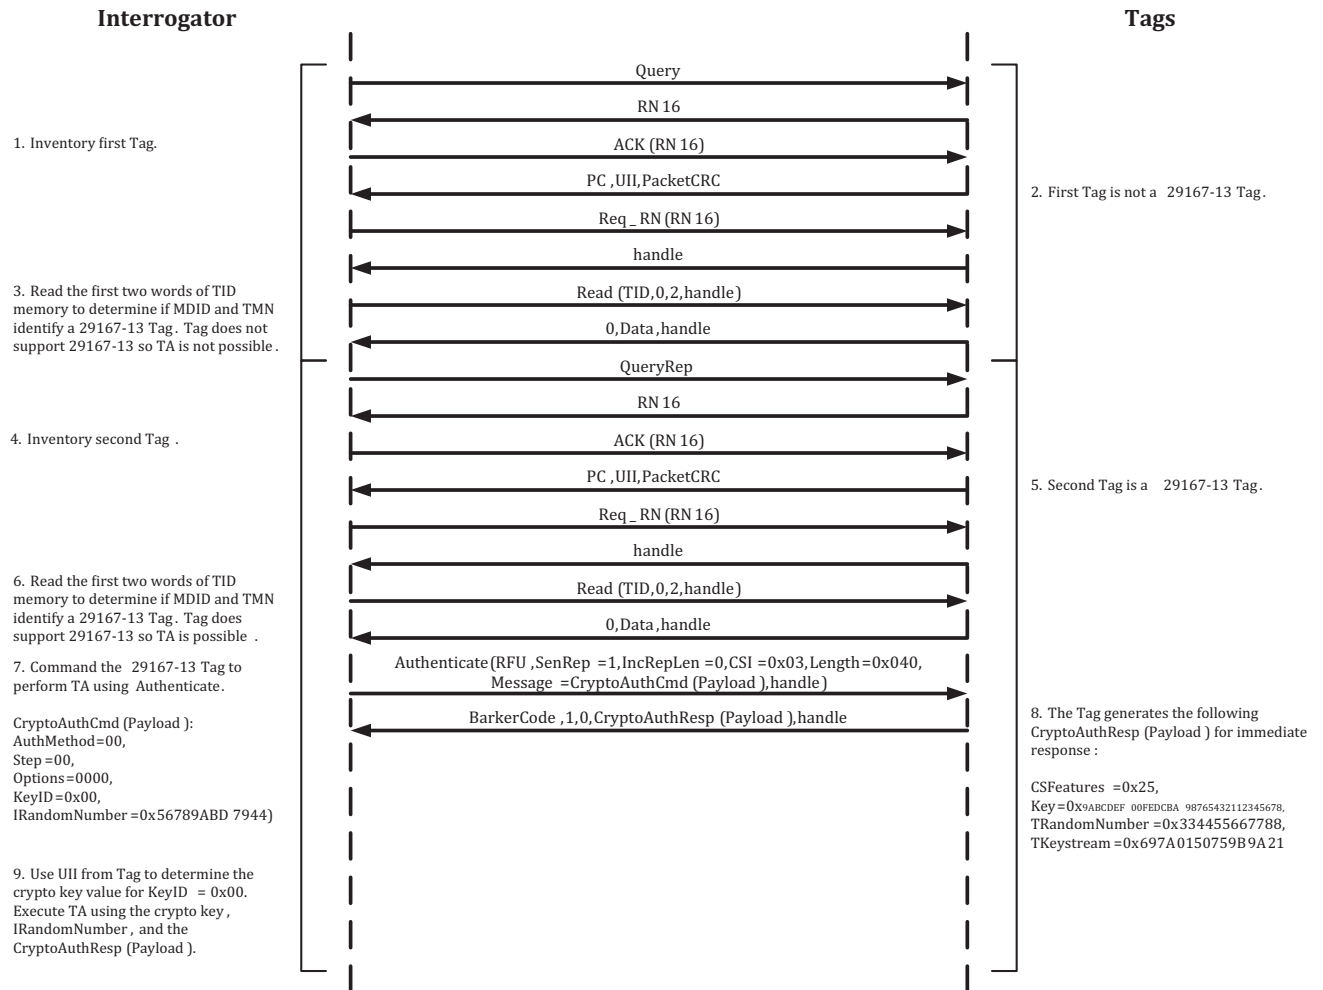 Interrogator
Tags
Query
RN 16
1. Inventory first Tag.
ACK (RN 16)
PC ,UII,PacketCRC
2. First Tag is not a 29167-13 Tag.
Req _ RN (RN 16)
handle
3. Read the first two words of TID
memory to determine if MDID and TMN
identify a 29167-13 Tag. Tag does not
support 29167-13 so TA is not possible.
Read (TID,0,2,handle)
0,Data,handle
QueryRep
RN 16
4. Inventory second Tag .
ACK (RN 16)
PC ,UII,PacketCRC
5. Second Tag is a 29167-13 Tag.
Req _ RN (RN 16)
handle
6. Read the first two words of TID
memory to determine if MDID and TMN
identify a 29167-13 Tag. Tag does
support 29167-13 so TA is possible .
Read (TID,0,2,handle)
0,Data,handle
7. Command the 29167-13 Tag to
perform TA using Authenticate.
Authenticate(RFU ,SenRep =1,IncRepLen =0,CSI =0x03,Length=0x040,
Message =CryptoAuthCmd (Payload ),handle)
BarkerCode ,1,0,CryptoAuthResp (Payload ),handle
CryptoAuthCmd (Payload ):
AuthMethod=00,
Step =00,
Options=0000,
KeyID=0x00,
IRandomNumber =0x56789ABD 7944)
8. The Tag generates the following
CryptoAuthResp (Payload ) for immediate
response :
CSFeatures =0x25,
Key=0x9ABCDEF 00FEDCBA 98765432112345678,
TRandomNumber =0x334455667788,
TKeystream =0x697A0150759B9A21
9. Use UII from Tag to determine the
crypto key value for KeyID = 0x00.
Execute TA using the crypto key ,
IRandomNumber , and the
CryptoAuthResp (Payload ).